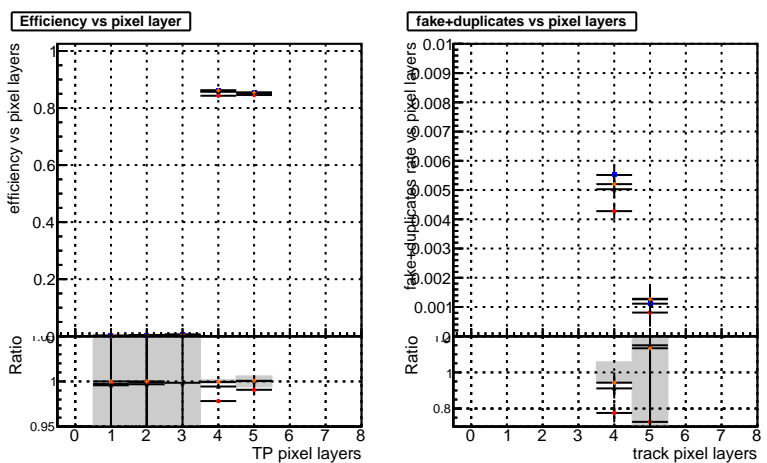 Efficiency vs pixel layer
efficiency vs pixel layers
1
0.8
0.6
0.4
0.2
0
Ratio
1
0.95
0 1 2 3 4 5 6 7 8
TP pixel layers
fake+duplicates vs pixel layers
fake+duplicates rate vs pixel layers
0.01
0.009
0.008
0.007
0.006
0.005
0.004
0.003
0.002
0.001
Ratio
1
0.8
0 1 2 3 4 5 6 7 8
track pixel layers